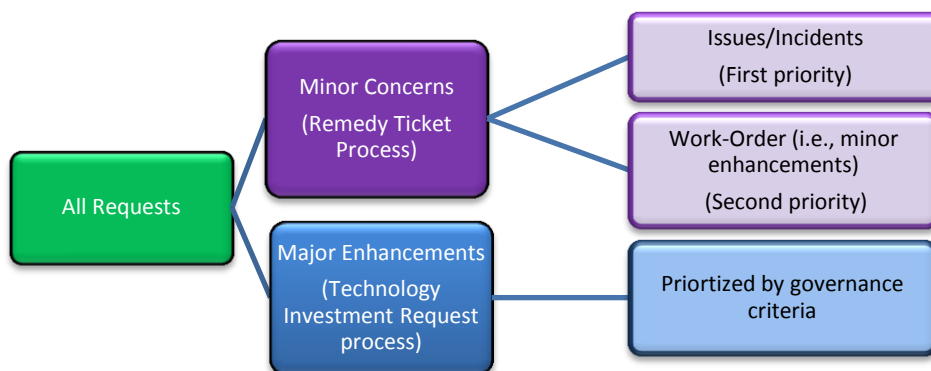 All Requests
Minor Concerns
(Remedy Ticket
Process)
Issues/Incidents
(First priority)
Work-Order (i.e., minor
enhancements)
(Second priority)
Major Enhancements
(Technology
Investment Request
process)
Priortized by governance
criteria